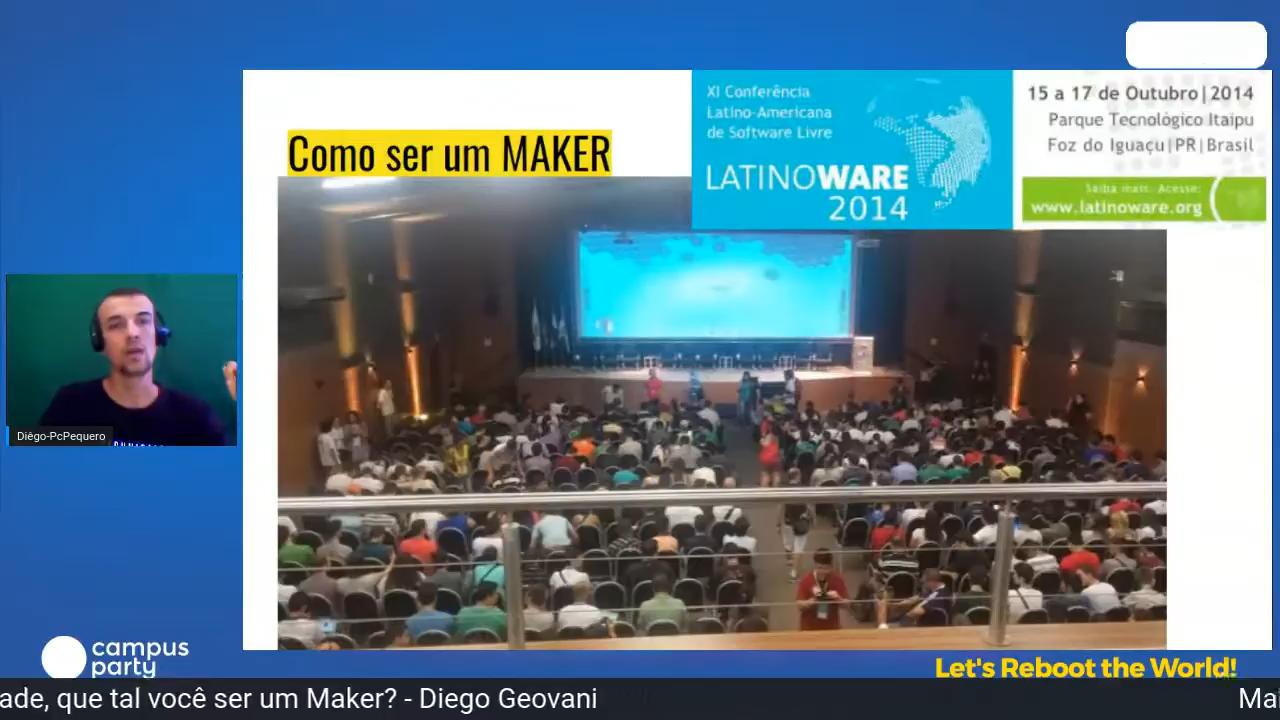 XI Conferência
Latino-Americana
de Software Livre
LATINOWARE
2014
15 a 17 de Outubro|2014
Parque Tecnológico Itaipu
Foz do Iguaçu|PR|Brasil
Saiba mais. Acesse:
www.latinoware.org
Como ser um MAKER
Diêgo-PcPequero
campus
party
Let's Reboot the World!
ade, que tal você ser um Maker? - Diego Geovani
Ma